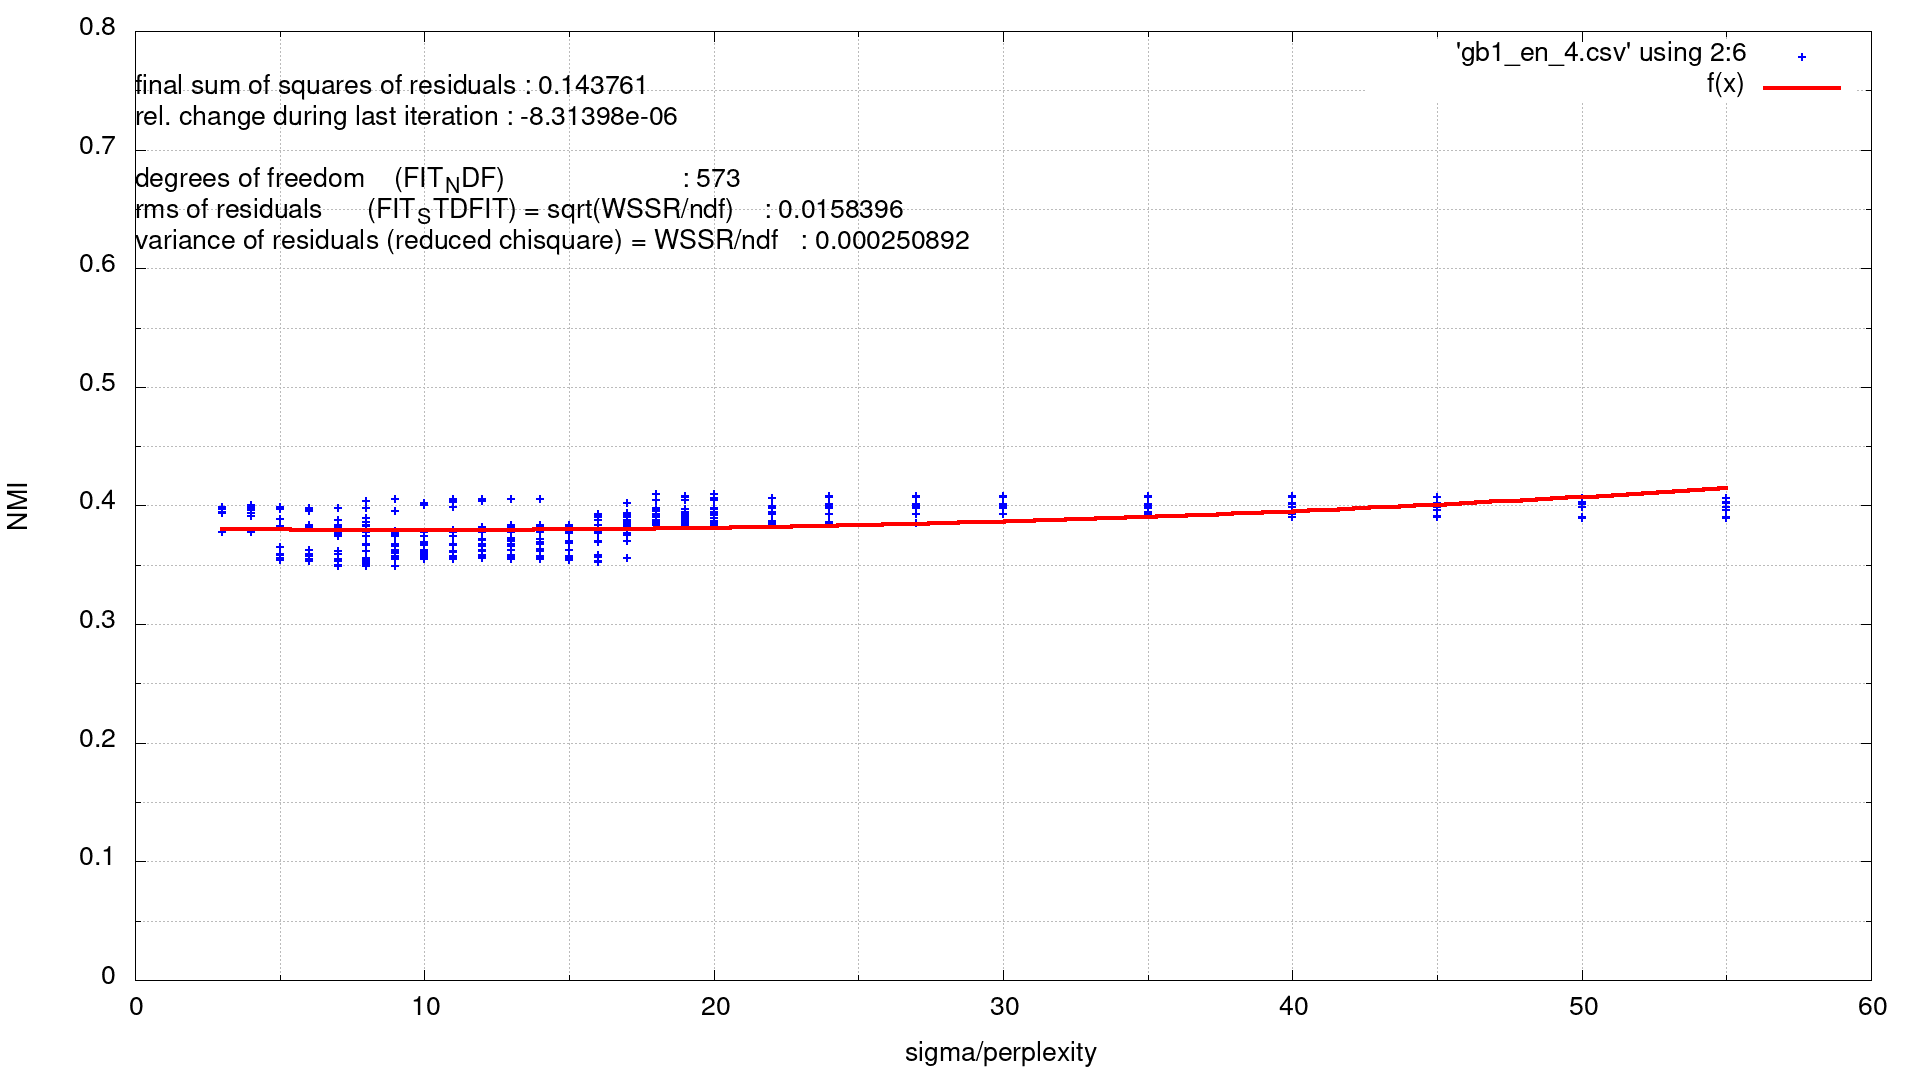 0.8
'gb1_en_4.csv' using 2:6
f(x)
final sum of squares of residuals : 0.143761
rel. change during last iteration : -8.31398e-06
0.7
degrees of freedom (FIT_NDF) : 573
rms of residuals (FIT_STDFIT) = sqrt(WSSR/ndf) : 0.0158396
variance of residuals (reduced chisquare) = WSSR/ndf : 0.000250892
0.6
0.5
0.4
NMI
0.3
0.2
0.1
0
0 10 20 30 40 50 60
sigma/perplexity